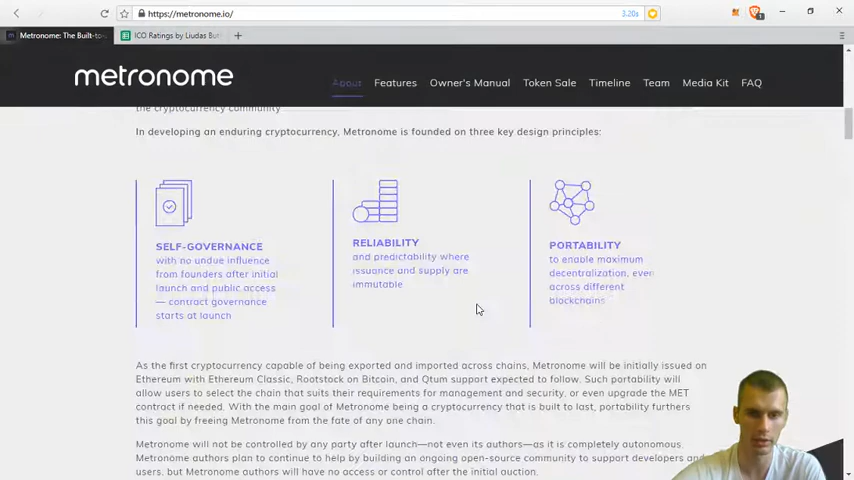 https://metronome.io/
3.20s
1
Metronome: The Built-to
ICO Ratings by Liudas But
metronome
About Features Owner's Manual Token Sale Timeline Team Media Kit FAQ
the cryptocurrency community
In developing an enduring cryptocurrency, Metronome is founded on three key design principles:
SELF-GOVERNANCE
with no undue influence
from founders after initial
launch and public access
— contract governance
starts at launch
RELIABILITY
and predictability where
issuance and supply are
immutable
PORTABILITY
to enable maximum
decentralization, even
across different
blockchains
As the first cryptocurrency capable of being exported and imported across chains, Metronome will be initially issued on
Ethereum with Ethereum Classic, Rootstock on Bitcoin, and Qtum support expected to follow. Such portability will
allow users to select the chain that suits their requirements for management and security, or even upgrade the MET
contract if needed. With the main goal of Metronome being a cryptocurrency that is built to last, portability furthers
this goal by freeing Metronome from the fate of any one chain.
Metronome will not be controlled by any party after launch—not even its authors—as it is completely autonomous.
Metronome authors plan to continue to help by building an ongoing open-source community to support developers and
users, but Metronome authors will have no access or control after the initial auction.